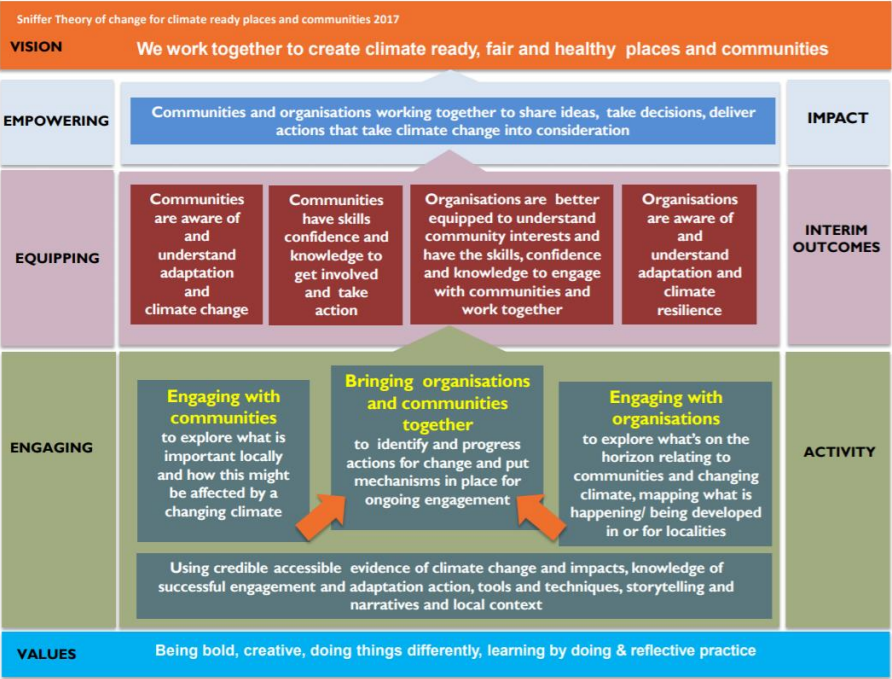 Sniffer Theory of change for climate ready places and communities 2017
VISION
We work together to create climate ready, fair and healthy places and communities
EMPOWERING
Communities and organisations working together to share ideas, take decisions, deliver
actions that take climate change into consideration
IMPACT
EQUIPPING
Communities
are aware of
and
understand
adaptation
and
climate change
Communities
have skills
confidence and
knowledge to
get involved
and take
action
Organisations are better
equipped to understand
community interests and
have the skills, confidence
and knowledge to engage
with communities and
work together
Organisations
are aware of
and
understand
adaptation and
climate
resilience
INTERIM
OUTCOMES
ENGAGING
Engaging with
communities
to explore what is
important locally
and how this might
be affected by a
changing climate
Bringing organisations
and communities
together
to identify and progress
actions for change and put
mechanisms in place for
ongoing engagement
Engaging with
organisations
to explore what's on the
horizon relating to
communities and changing
climate, mapping what is
happening/ being developed
in or for localities
ACTIVITY
Using credible accessible evidence of climate change and impacts, knowledge of
successful engagement and adaptation action, tools and techniques, storytelling and
narratives and local context
VALUES
Being bold, creative, doing things differently, learning by doing & reflective practice